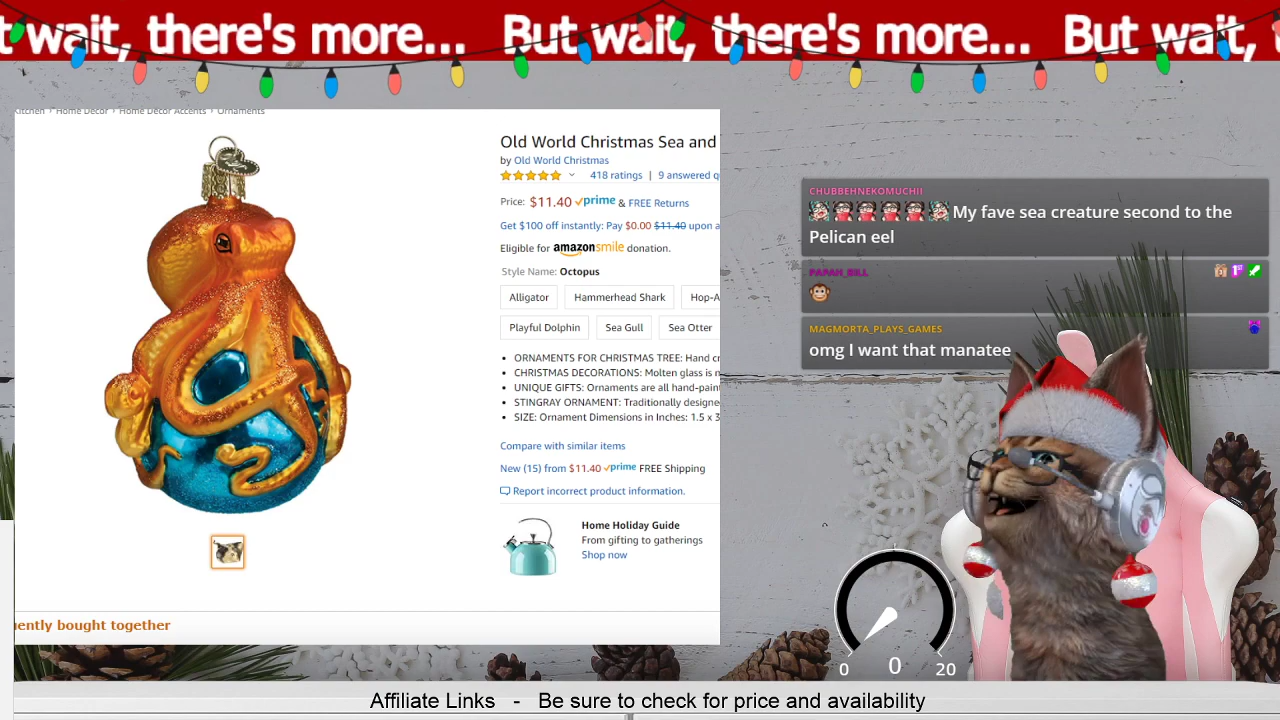 t wait, there's more... But wait, there's more... But wait,
Kitchen › Home Décor › Home Décor Accents › Ornaments
Old World Christmas Sea and
by Old World Christmas
418 ratings | 9 answered q
Price: $11.40 prime & FREE Returns
Get $100 off instantly: Pay $0.00 $11.40 upon a
Eligible for amazonsmile donation.
Style Name: Octopus
Alligator Hammerhead Shark Hop-A
Playful Dolphin Sea Gull Sea Otter
• ORNAMENTS FOR CHRISTMAS TREE: Hand cr
• CHRISTMAS DECORATIONS: Molten glass is m
• UNIQUE GIFTS: Ornaments are all hand-pain
• STINGRAY ORNAMENT: Traditionally designe
• SIZE: Ornament Dimensions in Inches: 1.5 x 3
Compare with similar items
New (15) from $11.40 prime FREE Shipping
Report incorrect product information.
Home Holiday Guide
From gifting to gatherings
Shop now
uently bought together
CHUBBEHNEKOMUCHII
My fave sea creature second to the
Pelican eel
PAPAH_BILL
MAGMORTA_PLAYS_GAMES
omg I want that manatee
0 0 20
Affiliate Links - Be sure to check for price and availability